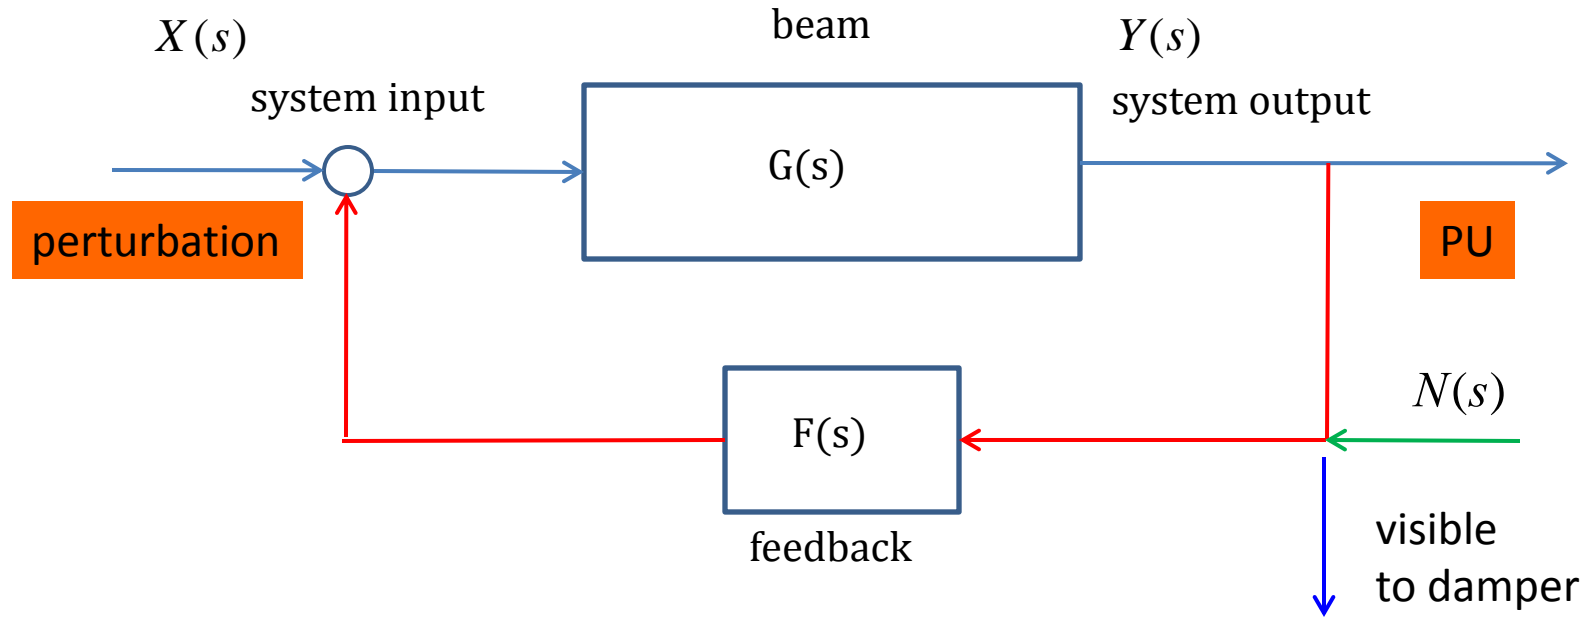 beam
X(s)
Y(s)
system input
system output
G(s)
perturbation
PU
N(s)
F(s)
feedback
visible
to damper